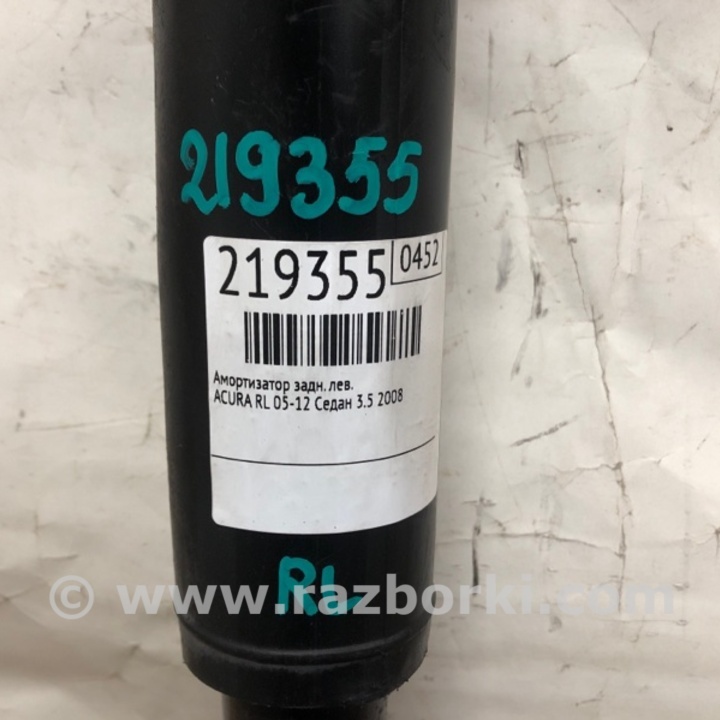 219355
219355 0452
Амортизатор задн. лев.
ACURA RL 05-12 Седан 3.5 2008
RL
© www.razborki.com